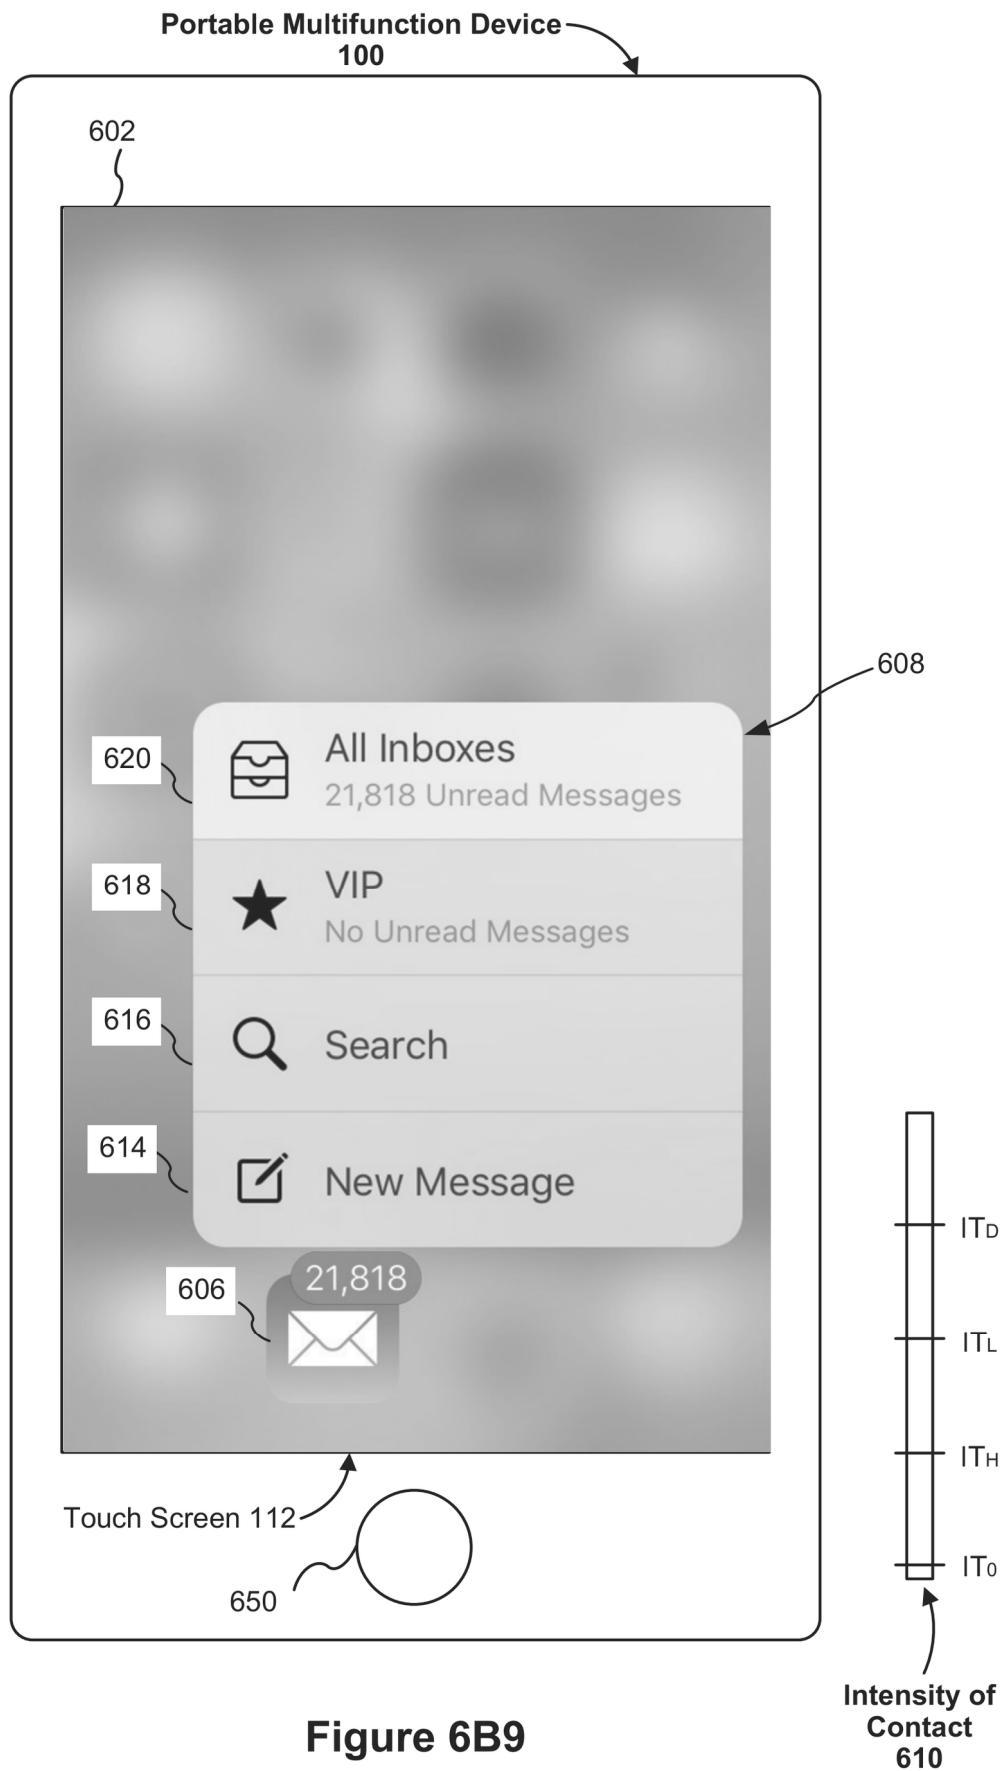 Portable Multifunction Device
100
602
608
620
All Inboxes
21,818 Unread Messages
618
VIP
No Unread Messages
616
Search
614
New Message
606
21,818
ITD
ITL
ITH
IT0
Touch Screen 112
650
Intensity of
Contact
610
Figure 6B9